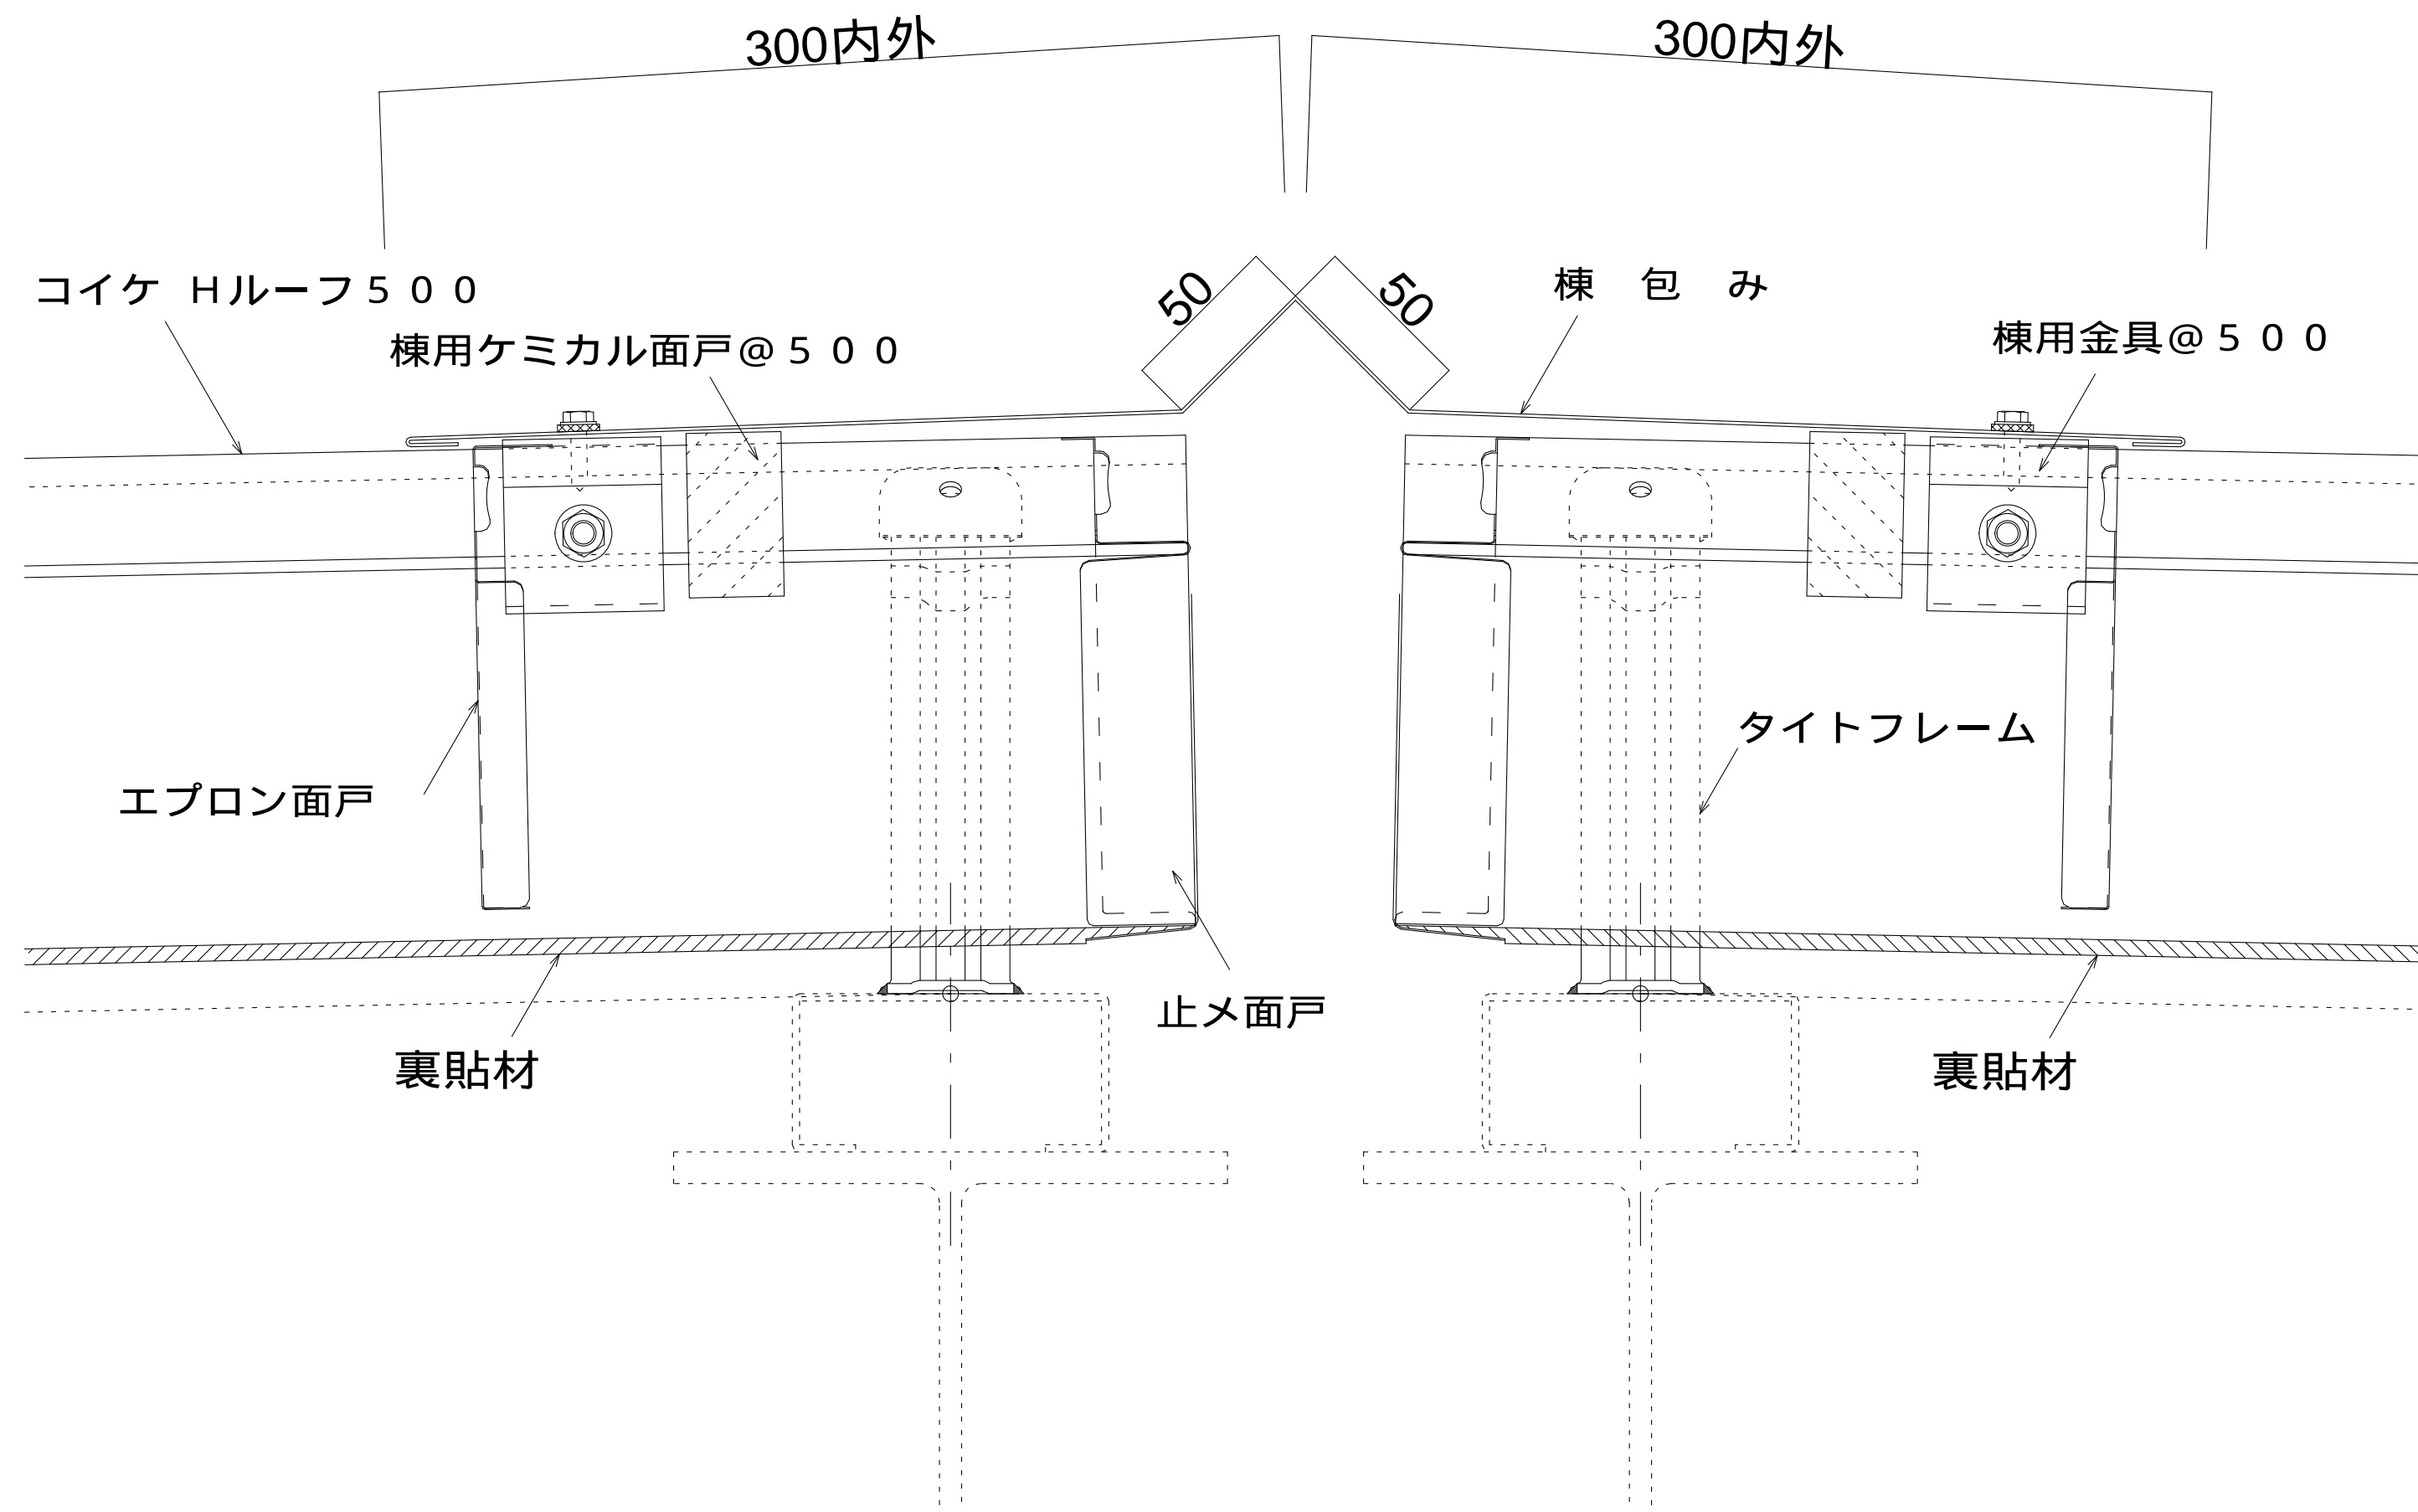 300内外
300内外
コイケ Hルーフ５００
50
50
棟 包 み
棟用ケミカル面戸@５００
棟用金具@５００
タイトフレーム
エプロン面戸
止メ面戸
裏貼材
裏貼材